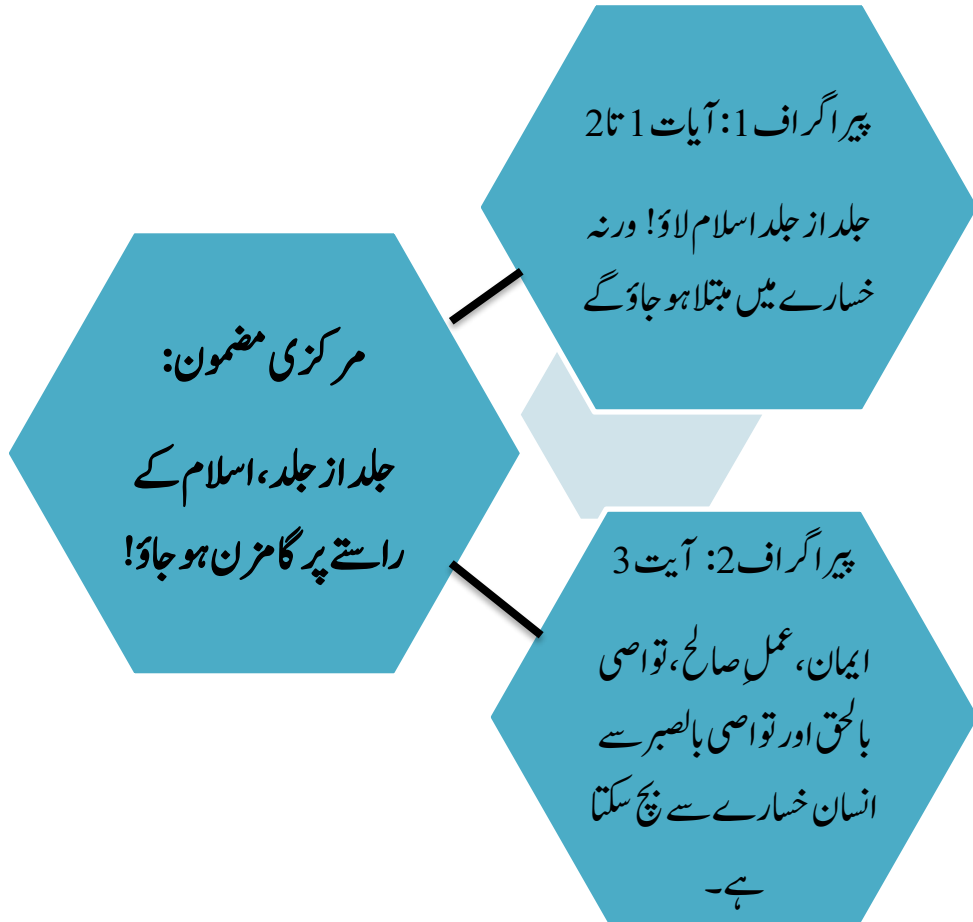 مرکزی مضمون:
جلد از جلد، اسلام کے
راستے پر گامزن ہو جاؤ!
پیراگراف 1: آیات 1 تا 2
جلد از جلد اسلام لاؤ! ورنہ
خسارے میں مبتلا ہو جاؤ گے
پیراگراف 2: آیت 3
ایمان، عملِ صالح، تواصی
بالحق اور تواصی بالصبر سے
انسان خسارے سے بچ سکتا
ہے۔